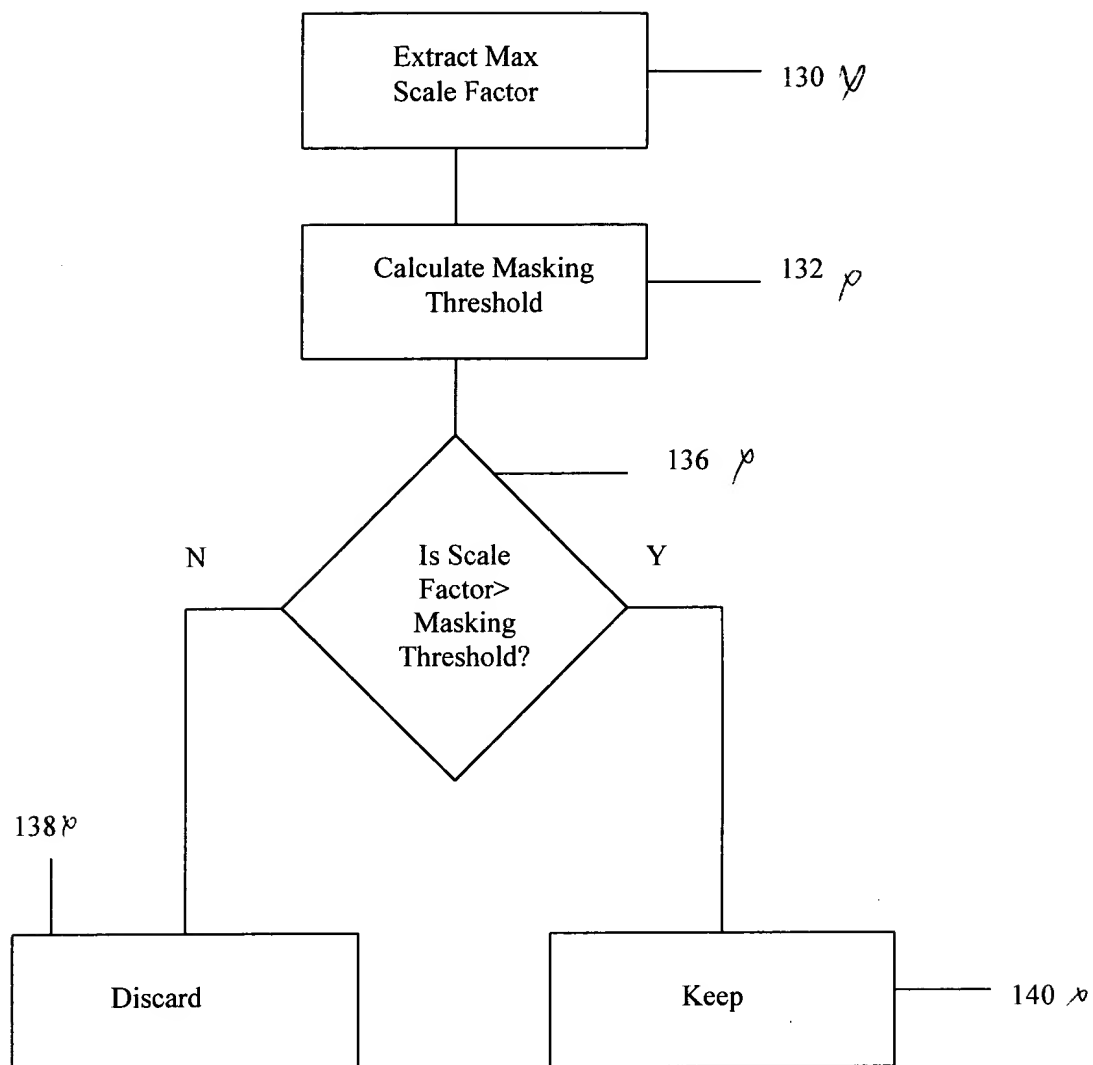 Extract Max
Scale Factor
130
Calculate Masking
Threshold
132
136
N
Y
Is Scale
Factor>
Masking
Threshold?
138
Discard
Keep
140